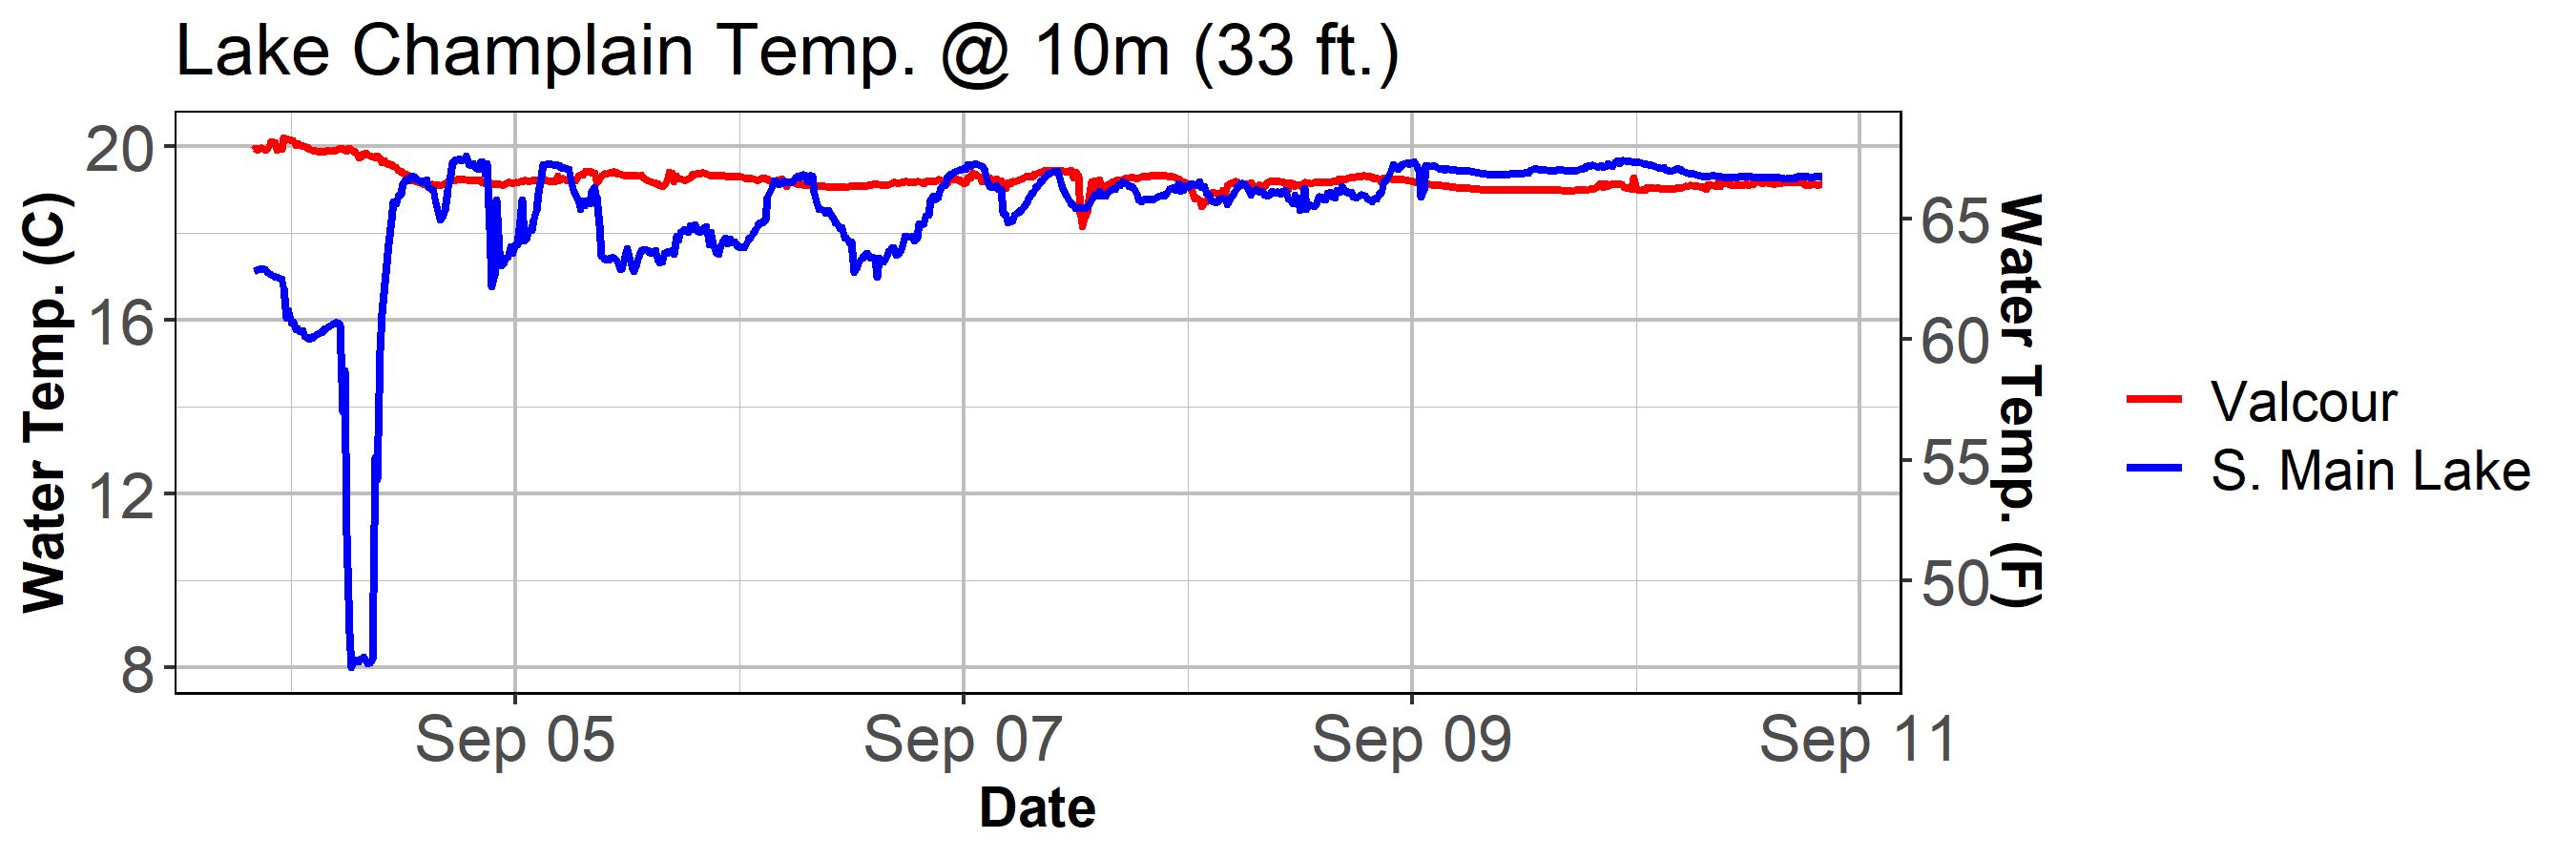 Lake Champlain Temp. @ 10m (33 ft.)
Water Temp. (C)
20
16
12
8
65
60
55
50
Water Temp. (F)
Sep 05
Sep 07
Sep 09
Sep 11
Date
Valcour
S. Main Lake